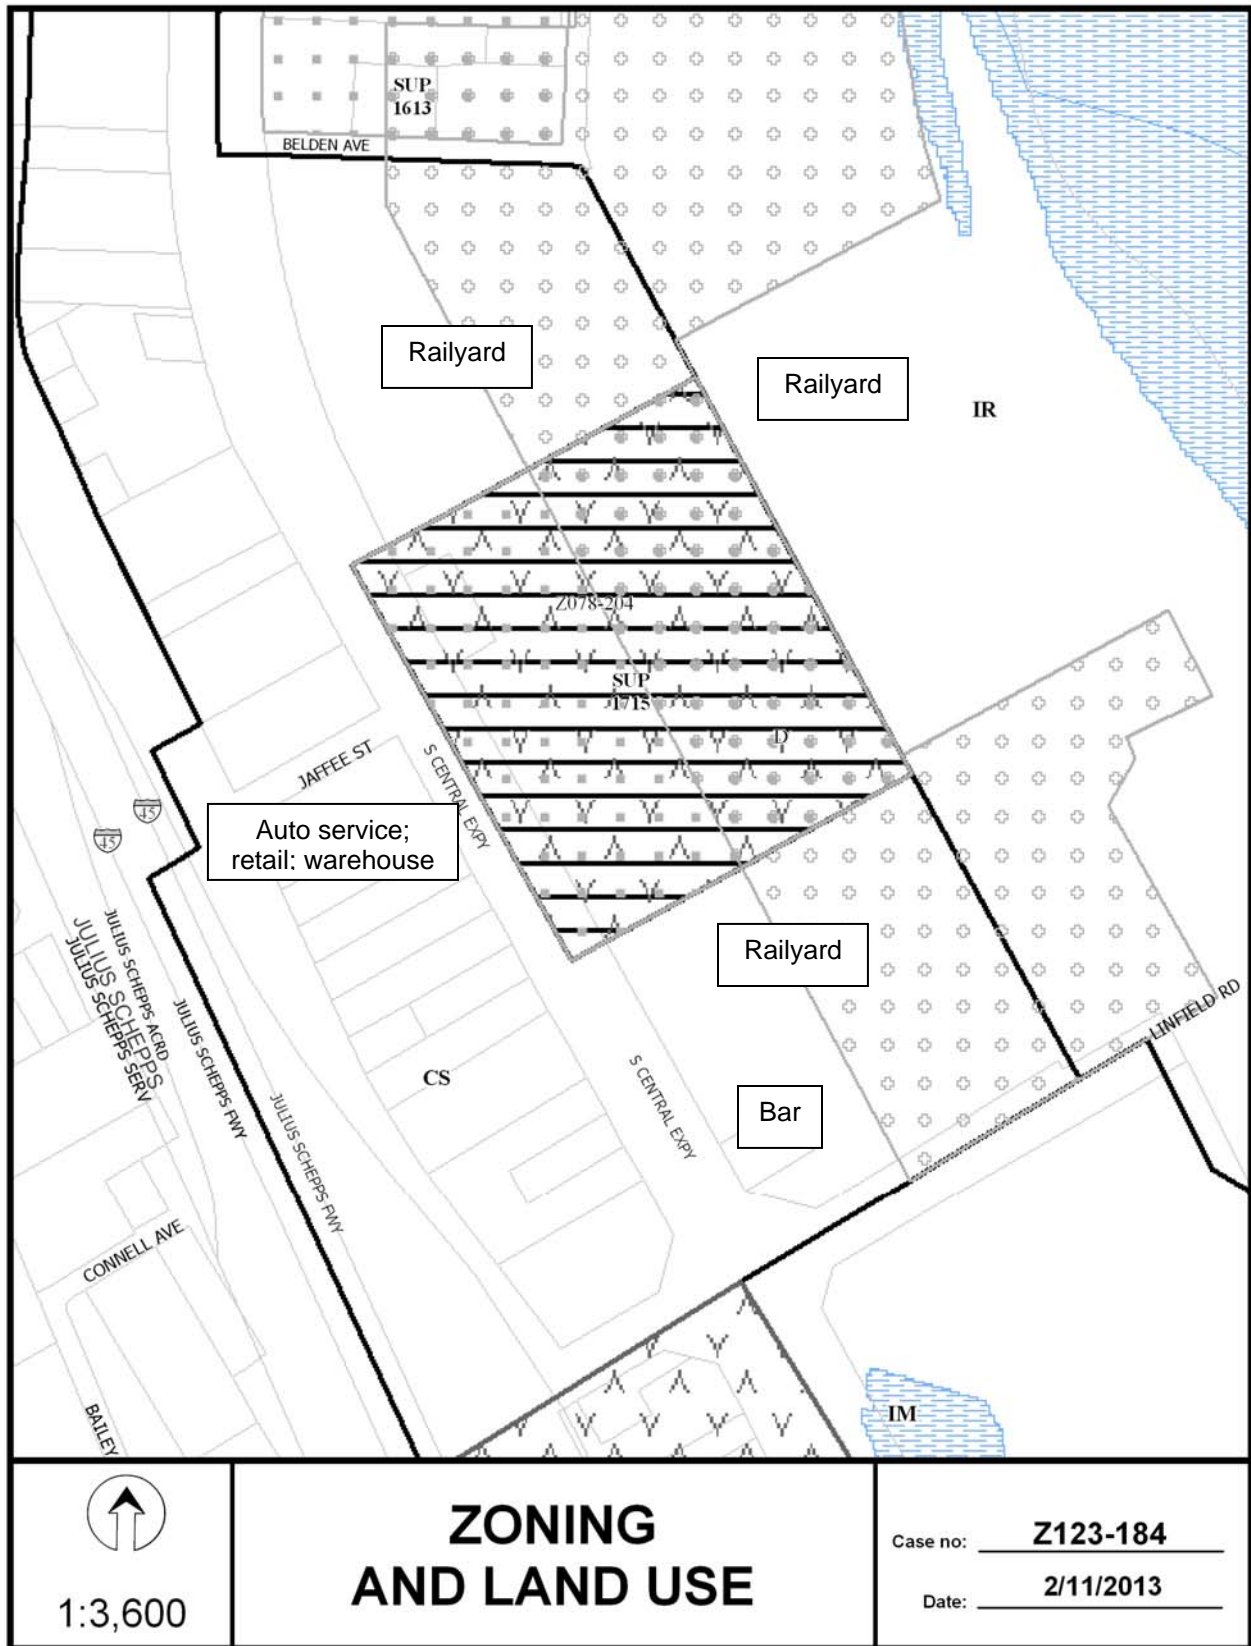 SUP
1613
BELDEN AVE
Railyard
Railyard
IR
Z078-204
SUP
1715
D
JAFFEE ST
S CENTRAL EXPY
45
45
Auto service;
retail: warehouse
JULIUS SCHEPPS ACRD
JULIUS SCHEPPS
JULIUS SCHEPPS SERV
JULIUS SCHEPPS FWY
JULIUS SCHEPPS FWY
Railyard
LINFIELD RD
CS
S CENTRAL EXPY
Bar
CONNELL AVE
BAILEY
IM
1:3,600
ZONING
AND LAND USE
Case no: Z123-184
Date: 2/11/2013